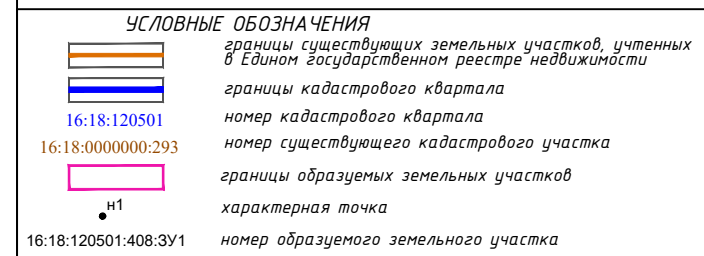 УСЛОВНЫЕ ОБОЗНАЧЕНИЯ
границы существующих земельных участков, учтенных
в Едином государственном реестре недвижимости
границы кадастрового квартала
16:18:120501 номер кадастрового квартала
16:18:0000000:293 номер существующего кадастрового участка
границы образуемых земельных участков
н1 характерная точка
16:18:120501:408:ЗУ1 номер образуемого земельного участка